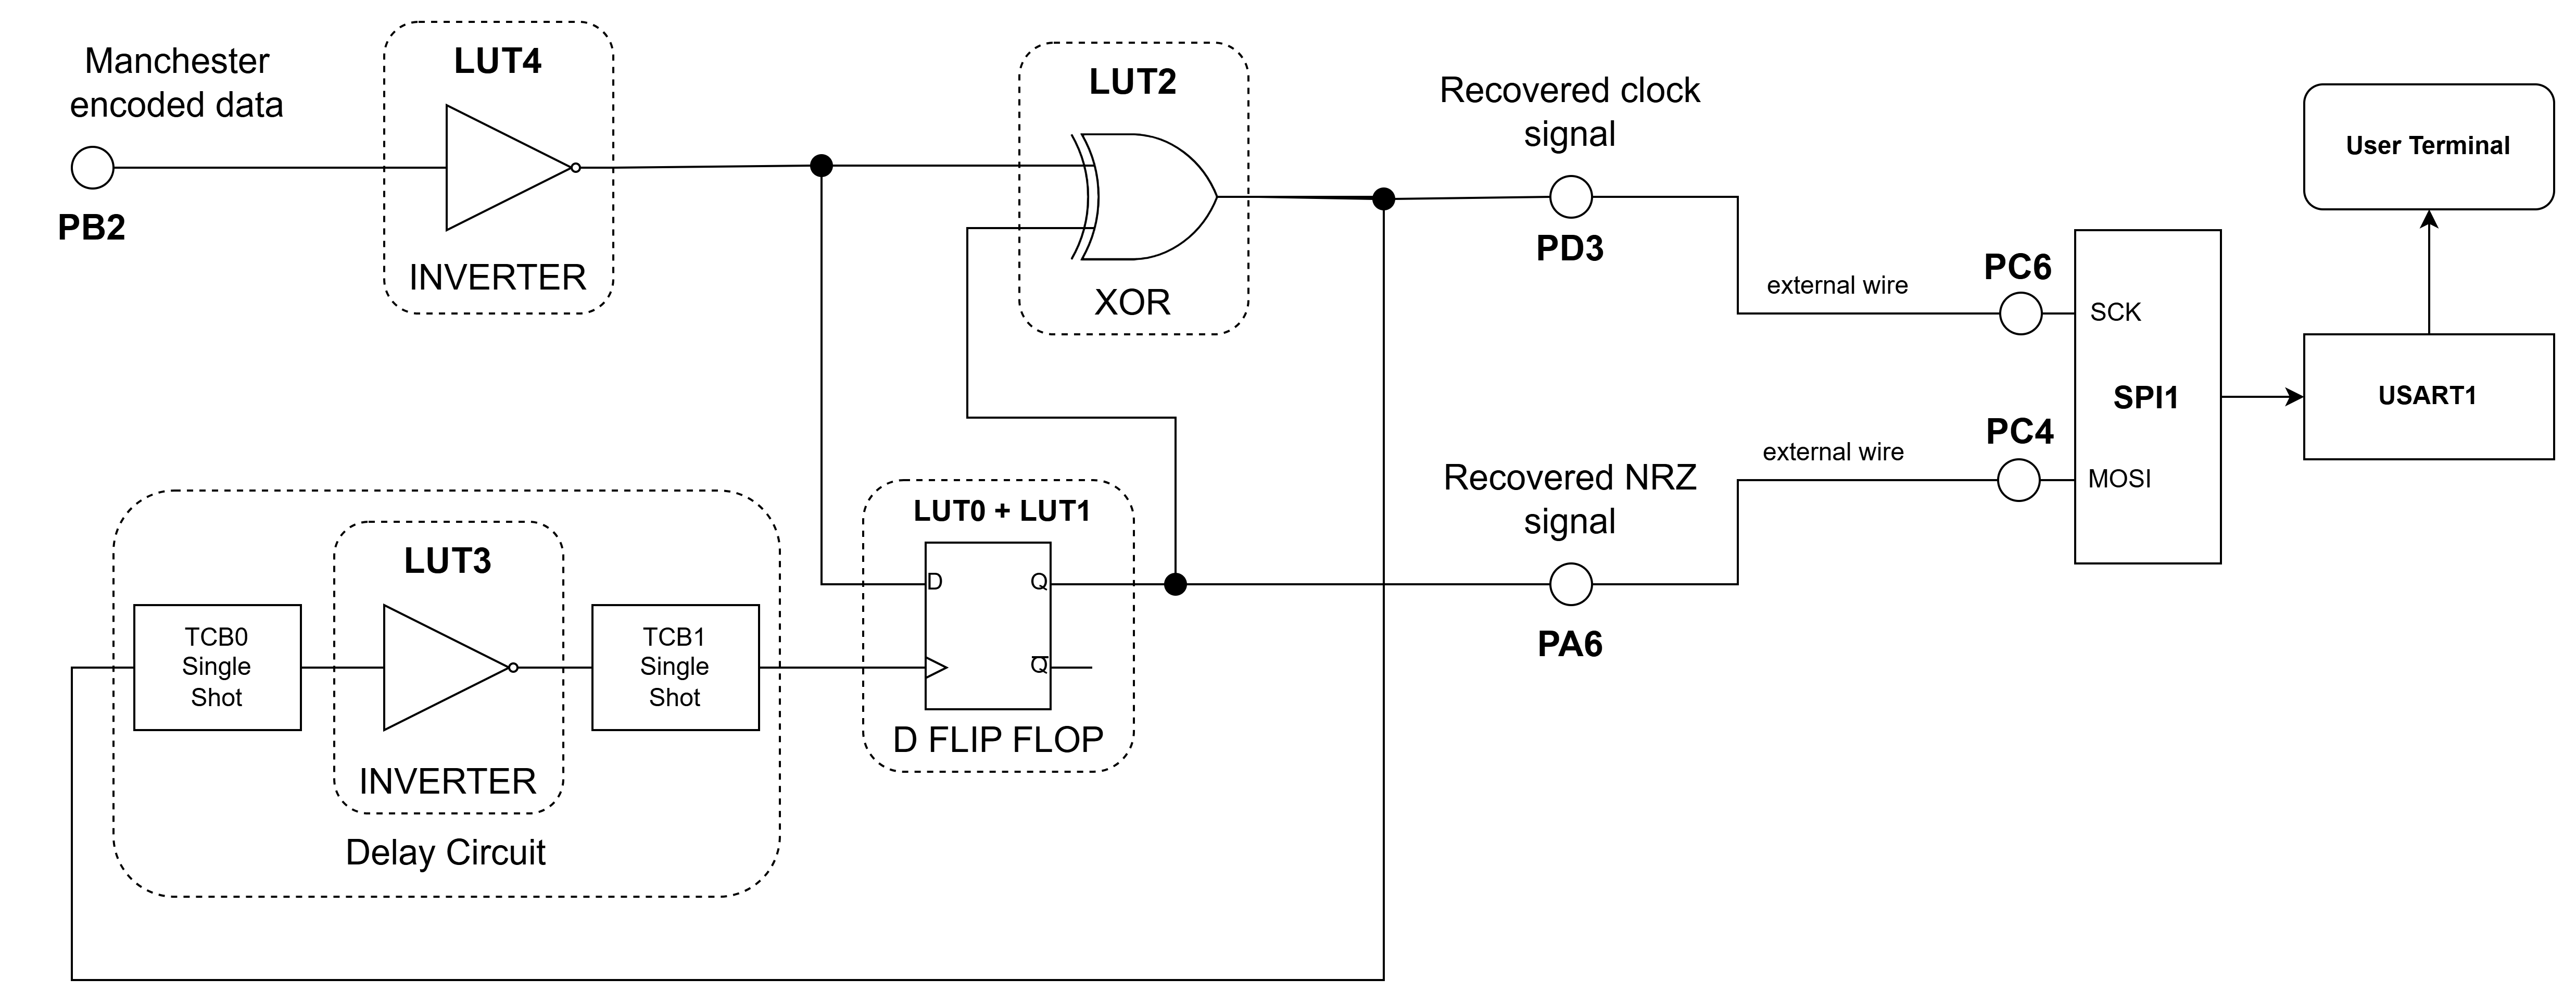 Manchester
encoded data
PB2
LUT4
INVERTER
LUT2
XOR
Recovered clock
signal
PD3
external wire
PC6
SCK
SPI1
PC4
external wire
MOSI
User Terminal
USART1
Recovered NRZ
signal
PA6
LUT0 + LUT1
D
Q
Q̅
D FLIP FLOP
LUT3
TCB0
Single
Shot
TCB1
Single
Shot
INVERTER
Delay Circuit